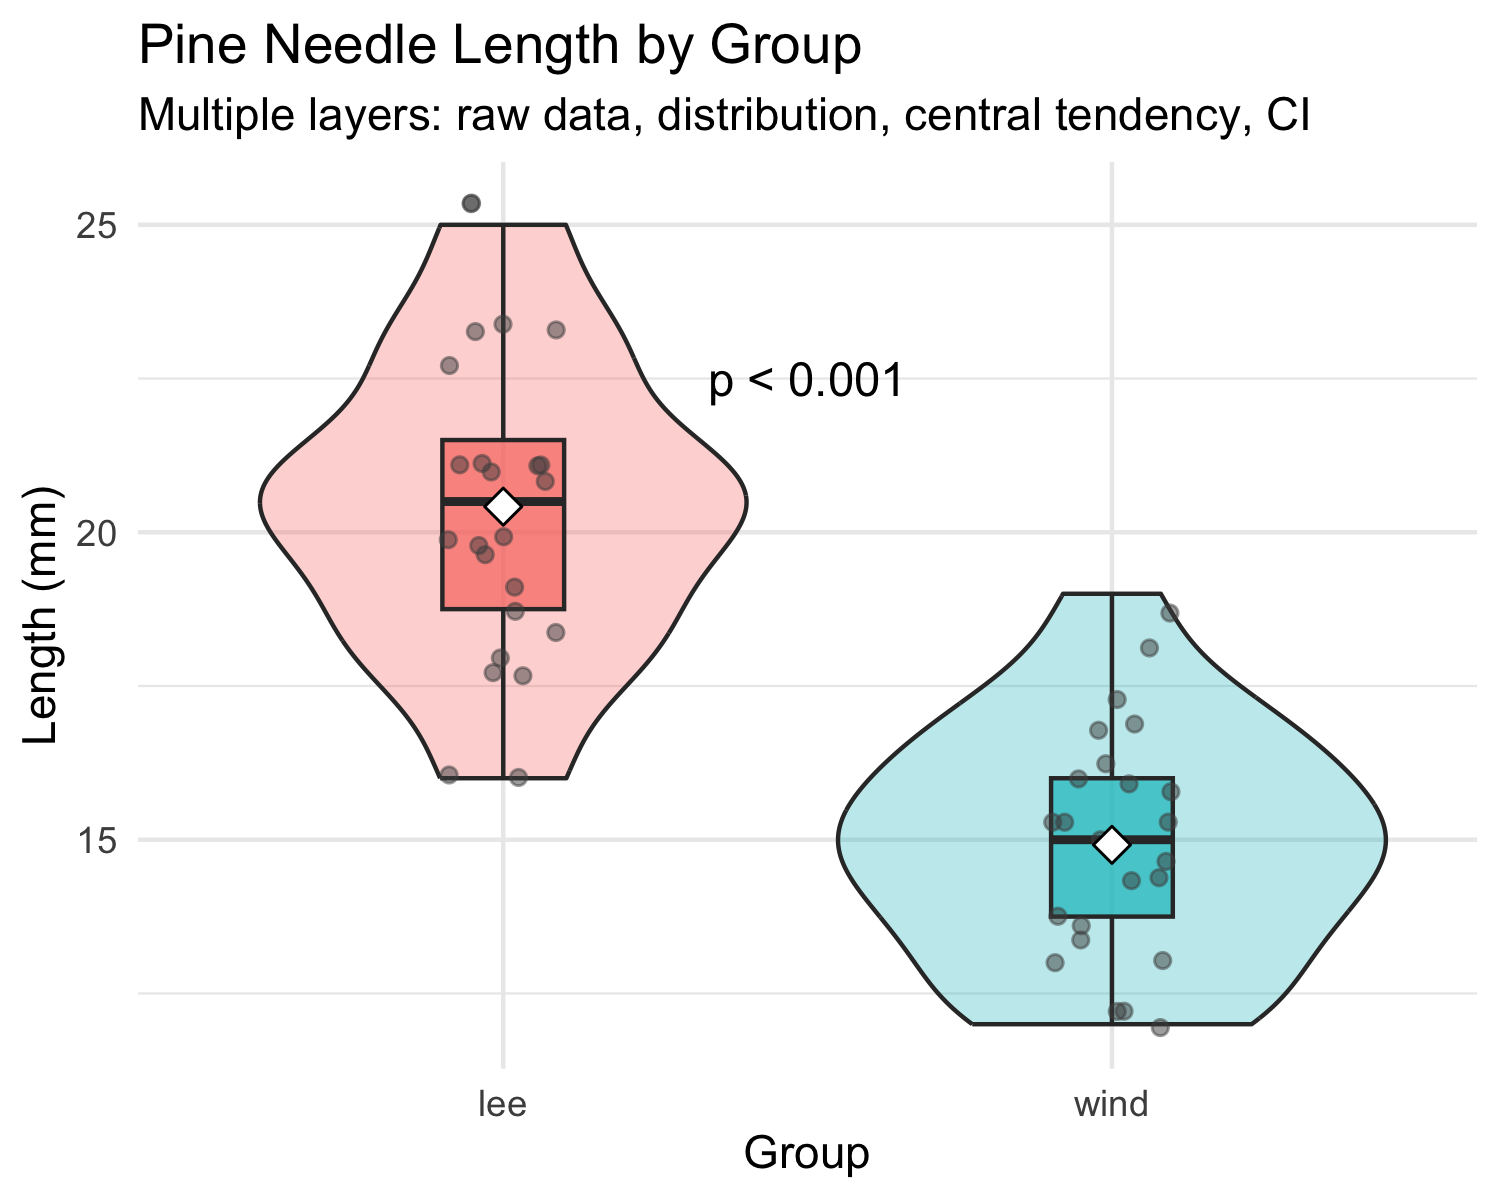 Pine Needle Length by Group
Multiple layers: raw data, distribution, central tendency, CI
25
p < 0.001
20
15
Length (mm)
lee
wind
Group